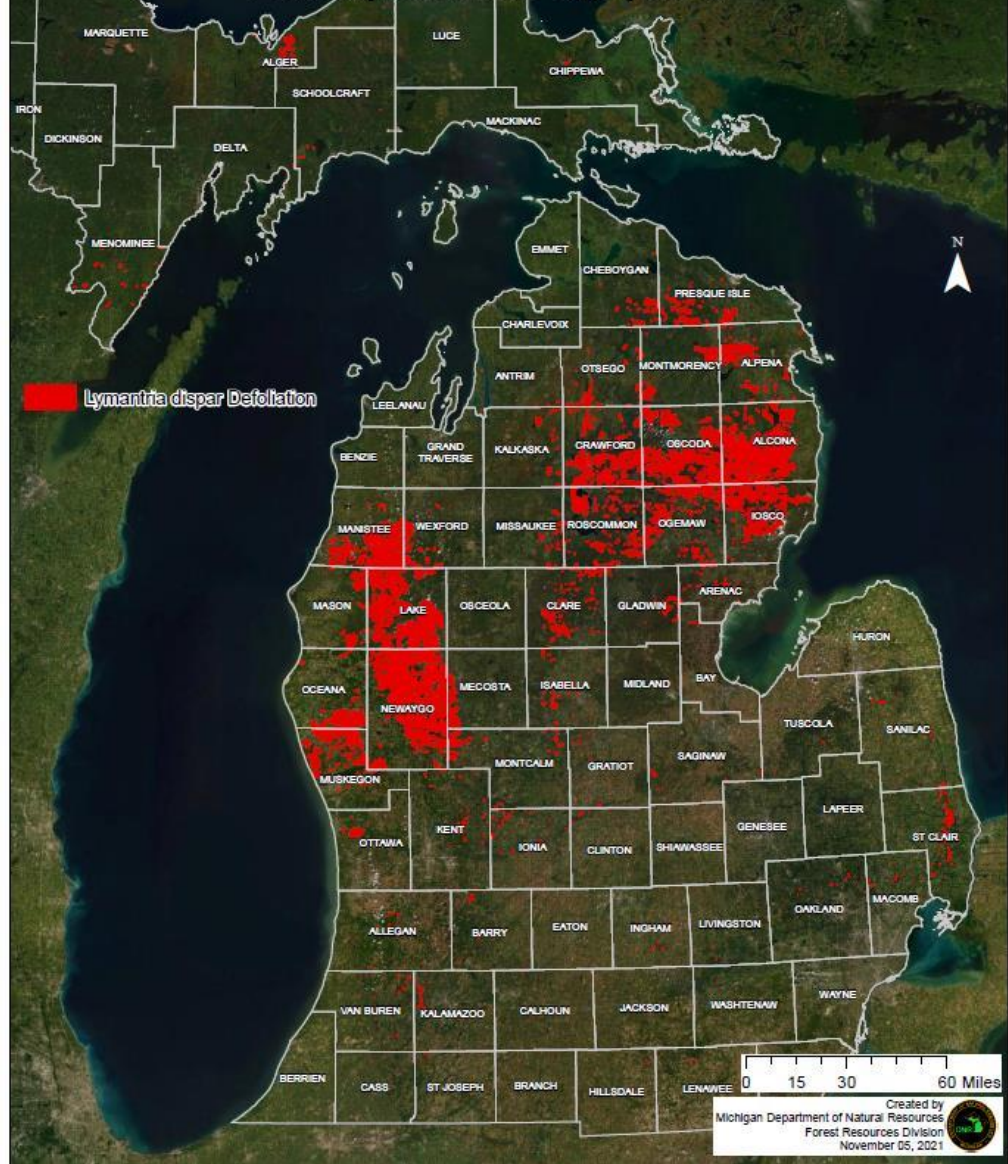 MARQUETTE
LUCE
ALGER
CHIPPEWA
SCHOOLCRAFT
IRON
MACKINAC
DICKINSON
DELTA
MENOMINEE
N
EMMET
CHEBOYGAN
PRESQUE ISLE
CHARLEVOIX
OTSEGO
MONTMORENCY
ALPENA
ANTRIM
Lymantria dispar Defoliation
LEELANAU
BENZIE
GRAND
TRAVERSE
KALKASKA
CRAWFORD
OSCODA
ALCONA
MANISTEE
WEXFORD
MISSAUKEE
ROSCOMMON
OGEMAW
IOSCO
MASON
LAKE
OSCEOLA
CLARE
GLADWIN
ARENAC
HURON
OCEANA
NEWAYGO
MECOSTA
ISABELLA
MIDLAND
BAY
TUSCOLA
SANILAC
MUSKEGON
MONTCALM
GRATIOT
SAGINAW
OTTAWA
KENT
IONIA
CLINTON
SHIAWASSEE
GENESEE
LAPEER
ST CLAIR
ALLEGAN
BARRY
EATON
INGHAM
LIVINGSTON
OAKLAND
MACOMB
VAN BUREN
KALAMAZOO
CALHOUN
JACKSON
WASHTENAW
WAYNE
BERRIEN
CASS
ST JOSEPH
BRANCH
HILLSDALE
LENAWEE
0 15 30 60 Miles
Created by
Michigan Department of Natural Resources
Forest Resources Division
November 05, 2021
DNR